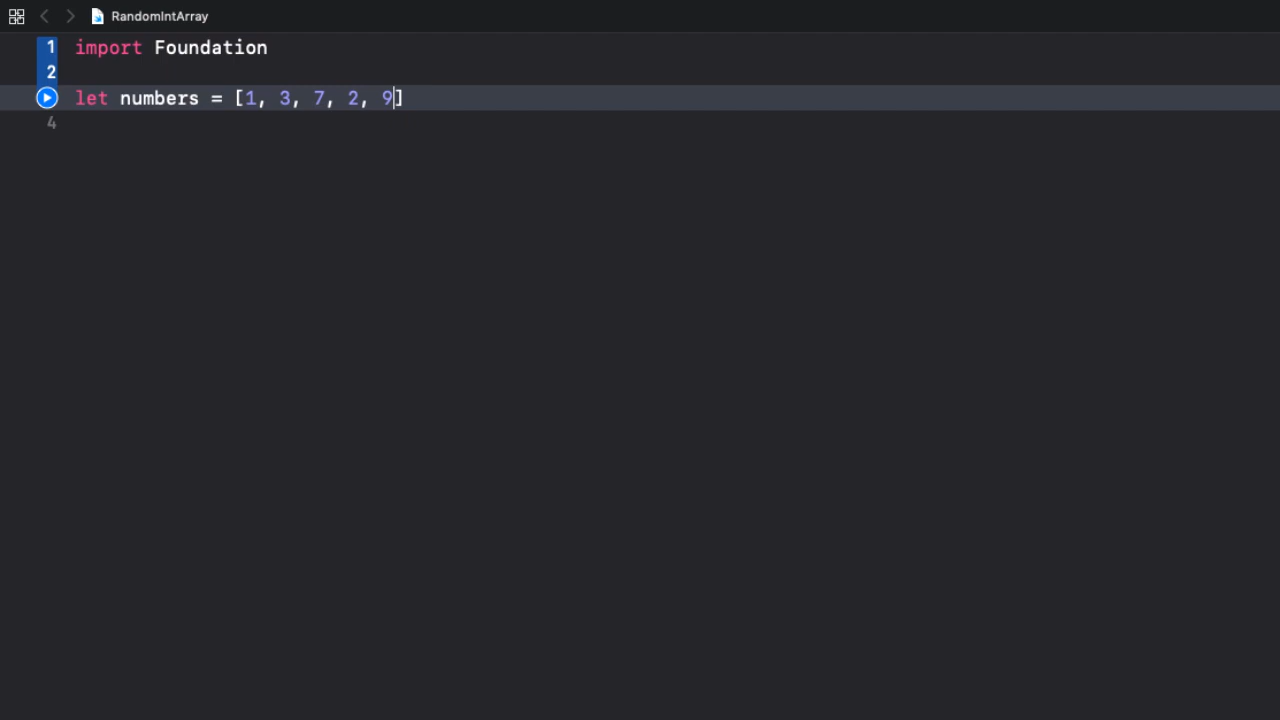 RandomIntArray
1 import Foundation
2
let numbers = [1, 3, 7, 2, 9]
4